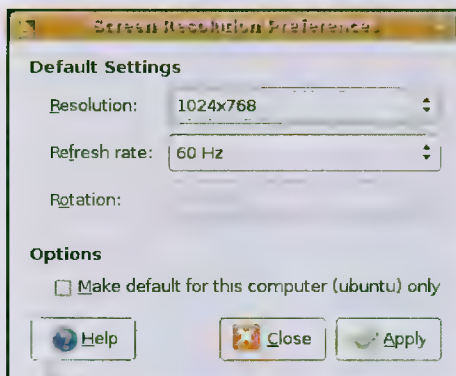 Screen Resolution Preferences
Default Settings
Resolution: 1024x768
Refresh rate: 60 Hz
Rotation:
Options
Make default for this computer (ubuntu) only
Help Close Apply